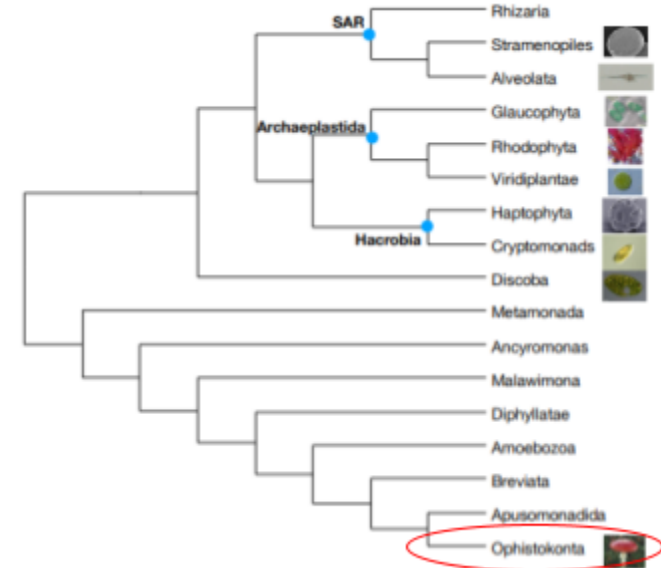 SAR
Rhizaria
Stramenopiles
Alveolata
Archaeplastida
Glaucophyta
Rhodophyta
Viridiplantae
Hacrobia
Haptophyta
Cryptomonads
Discoba
Metamonada
Ancyromonas
Malawimona
Diphyllatae
Amoebozoa
Breviata
Apusomonadida
Ophistokonta